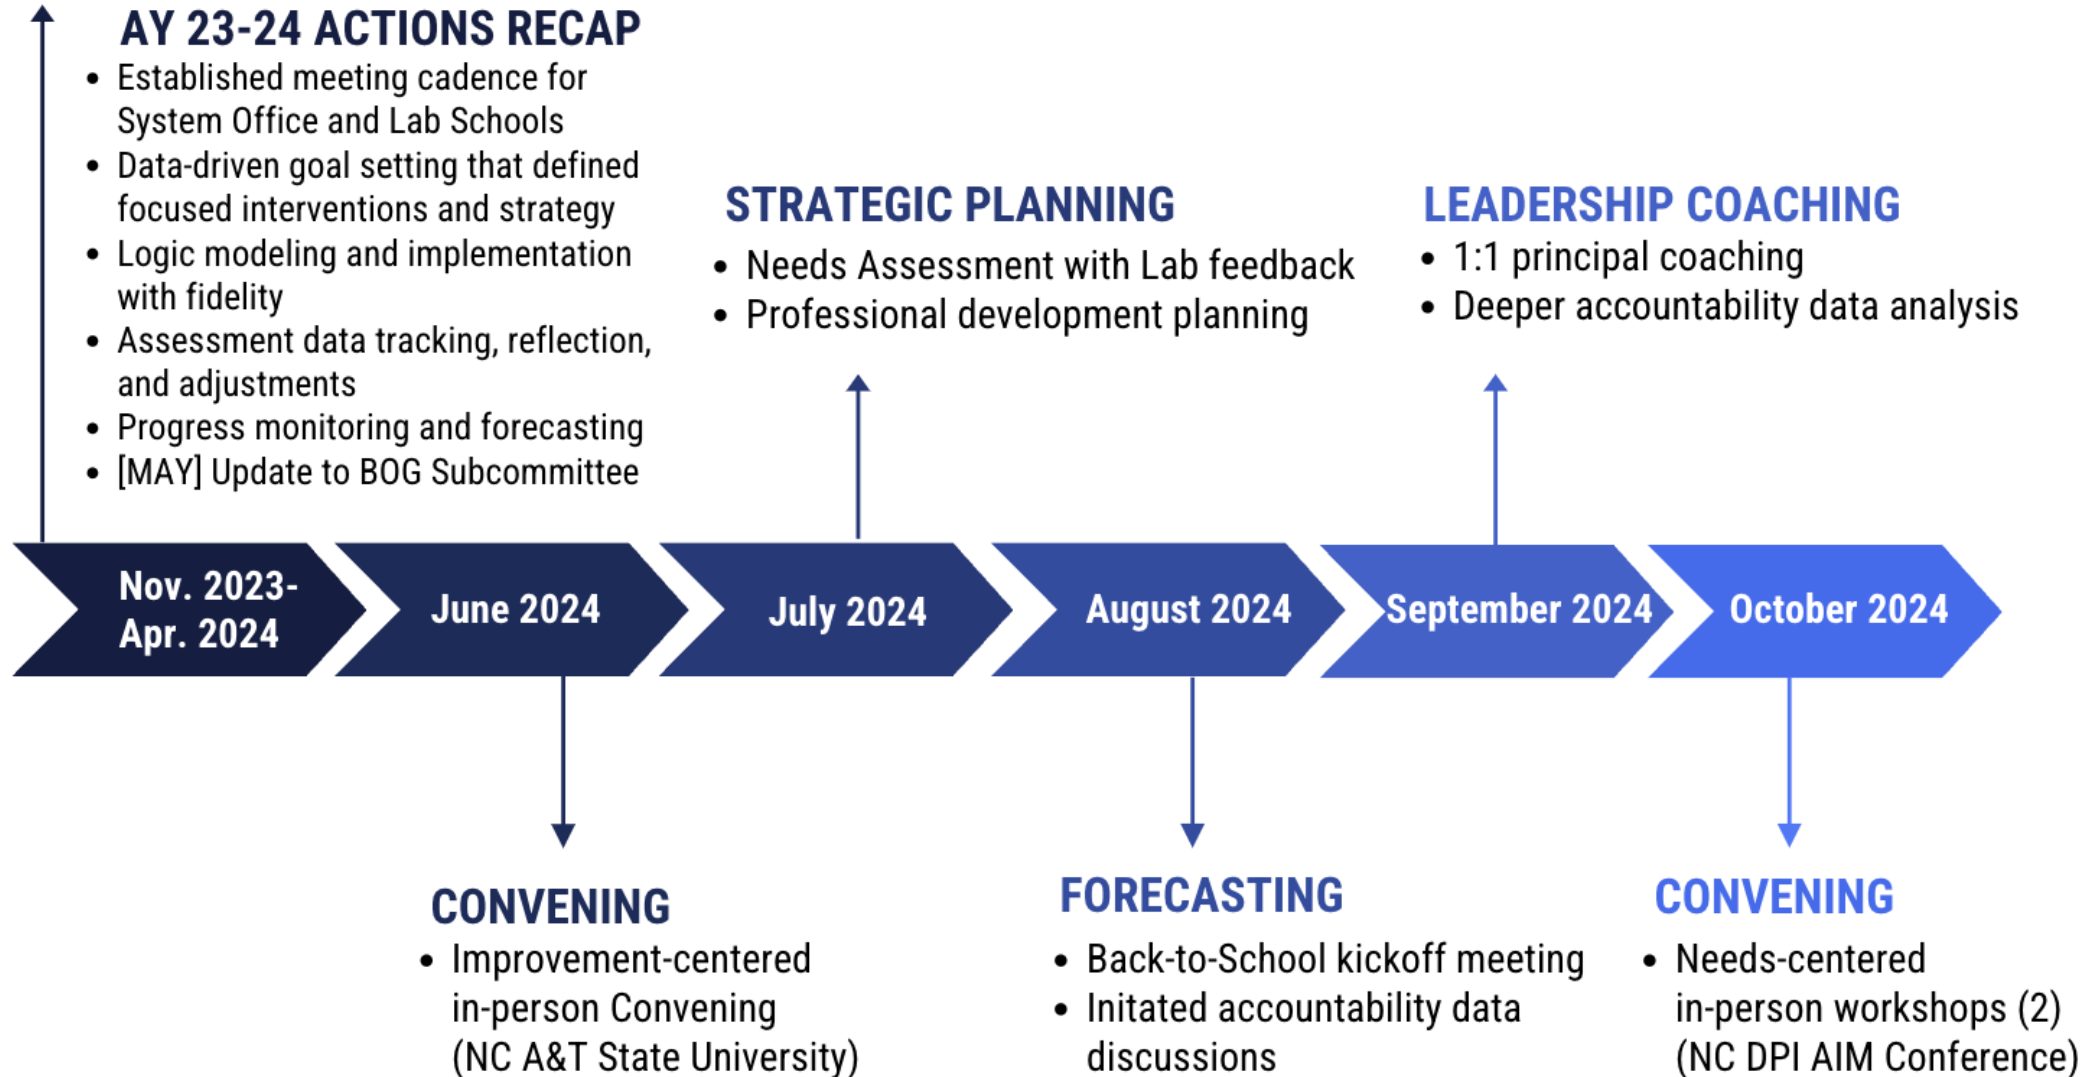 AY 23-24 ACTIONS RECAP
• Established meeting cadence for
System Office and Lab Schools
• Data-driven goal setting that defined
focused interventions and strategy
• Logic modeling and implementation
with fidelity
• Assessment data tracking, reflection,
and adjustments
• Progress monitoring and forecasting
• [MAY] Update to BOG Subcommittee
STRATEGIC PLANNING
• Needs Assessment with Lab feedback
• Professional development planning
LEADERSHIP COACHING
• 1:1 principal coaching
• Deeper accountability data analysis
Nov. 2023-
Apr. 2024
June 2024
July 2024
August 2024
September 2024
October 2024
CONVENING
• Improvement-centered
in-person Convening
(NC A&T State University)
FORECASTING
• Back-to-School kickoff meeting
• Initated accountability data
discussions
CONVENING
• Needs-centered
in-person workshops (2)
(NC DPI AIM Conference)